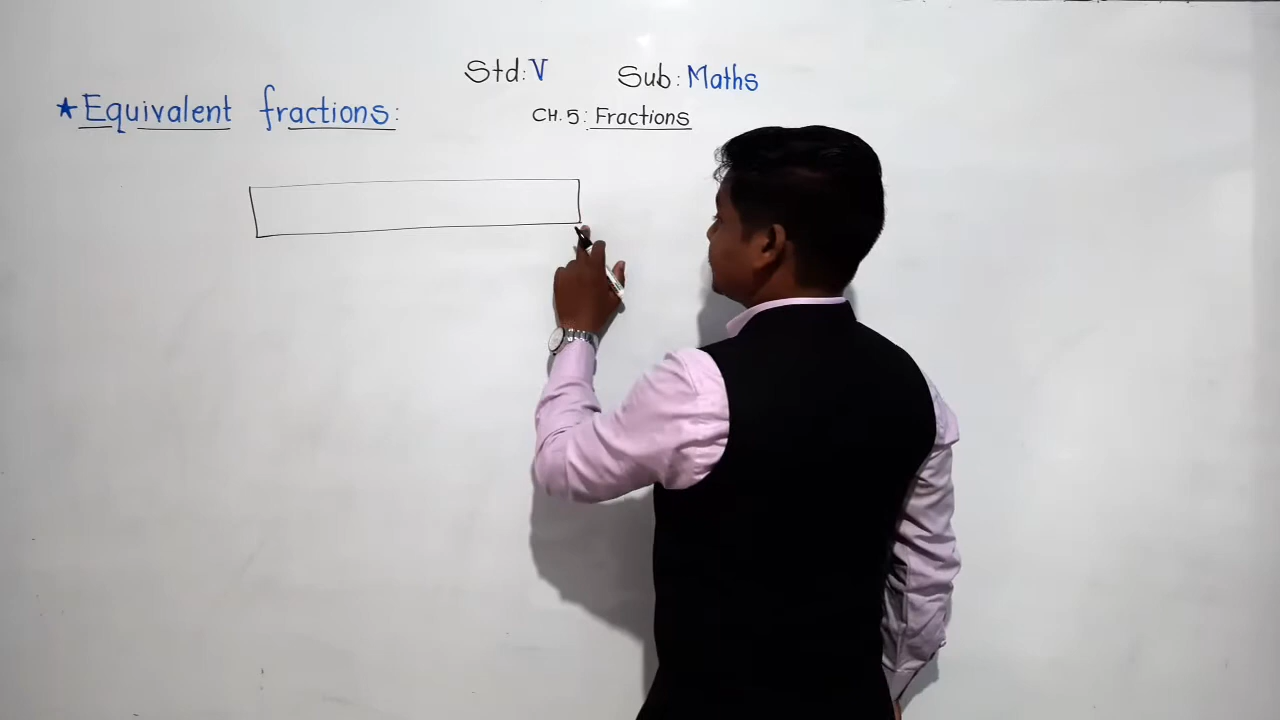 Std: V Sub: Maths
★ Equivalent fractions:
CH. 5: Fractions